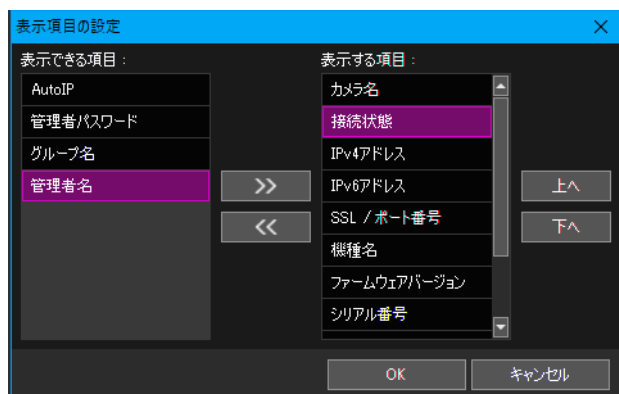 表示項目の設定
表示できる項目：
AutoIP
管理者パスワード
グループ名
管理者名
>>
<<
表示する項目：
カメラ名
接続状態
IPv4アドレス
IPv6アドレス
SSL / ポート番号
機種名
ファームウェアバージョン
シリアル番号
上へ
下へ
OK
キャンセル